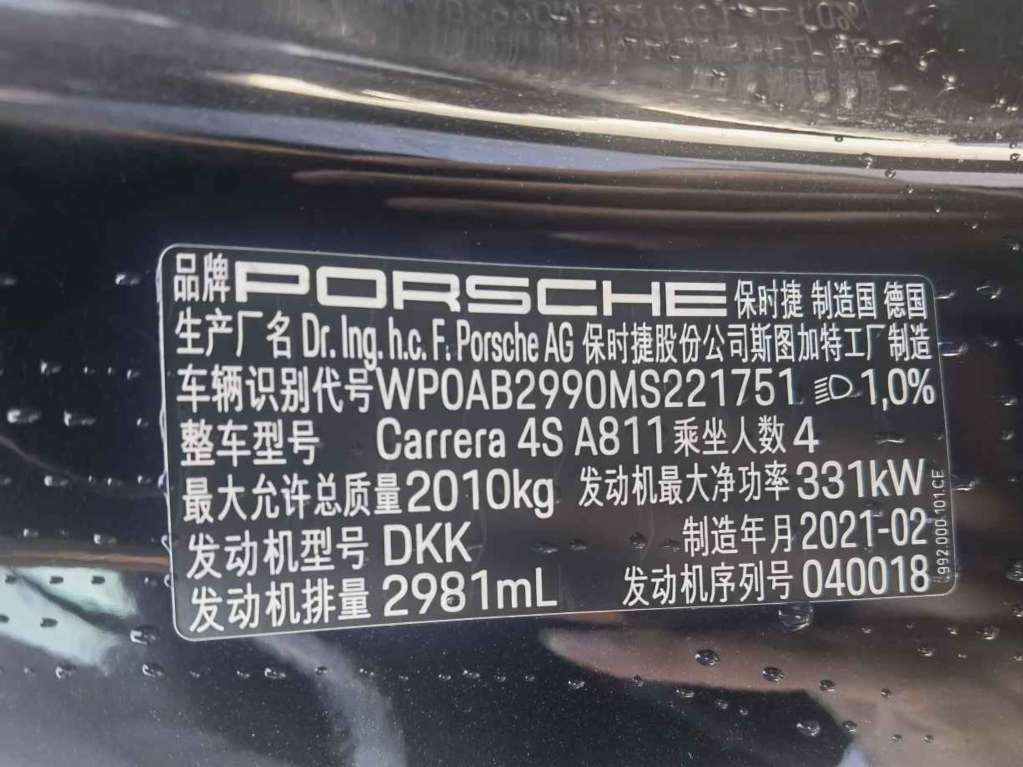 品牌 PORSCHE 保时捷 制造国 德国
生产厂名 Dr. Ing. h.c. F. Porsche AG 保时捷股份公司斯图加特工厂制造
车辆识别代号 WP0AB2990MS221751 1,0%
整车型号 Carrera 4S A811 乘坐人数 4
最大允许总质量 2010kg 发动机最大净功率 331kW
发动机型号 DKK 制造年月 2021-02
发动机排量 2981mL 发动机序列号 040018
992.000.101.CE